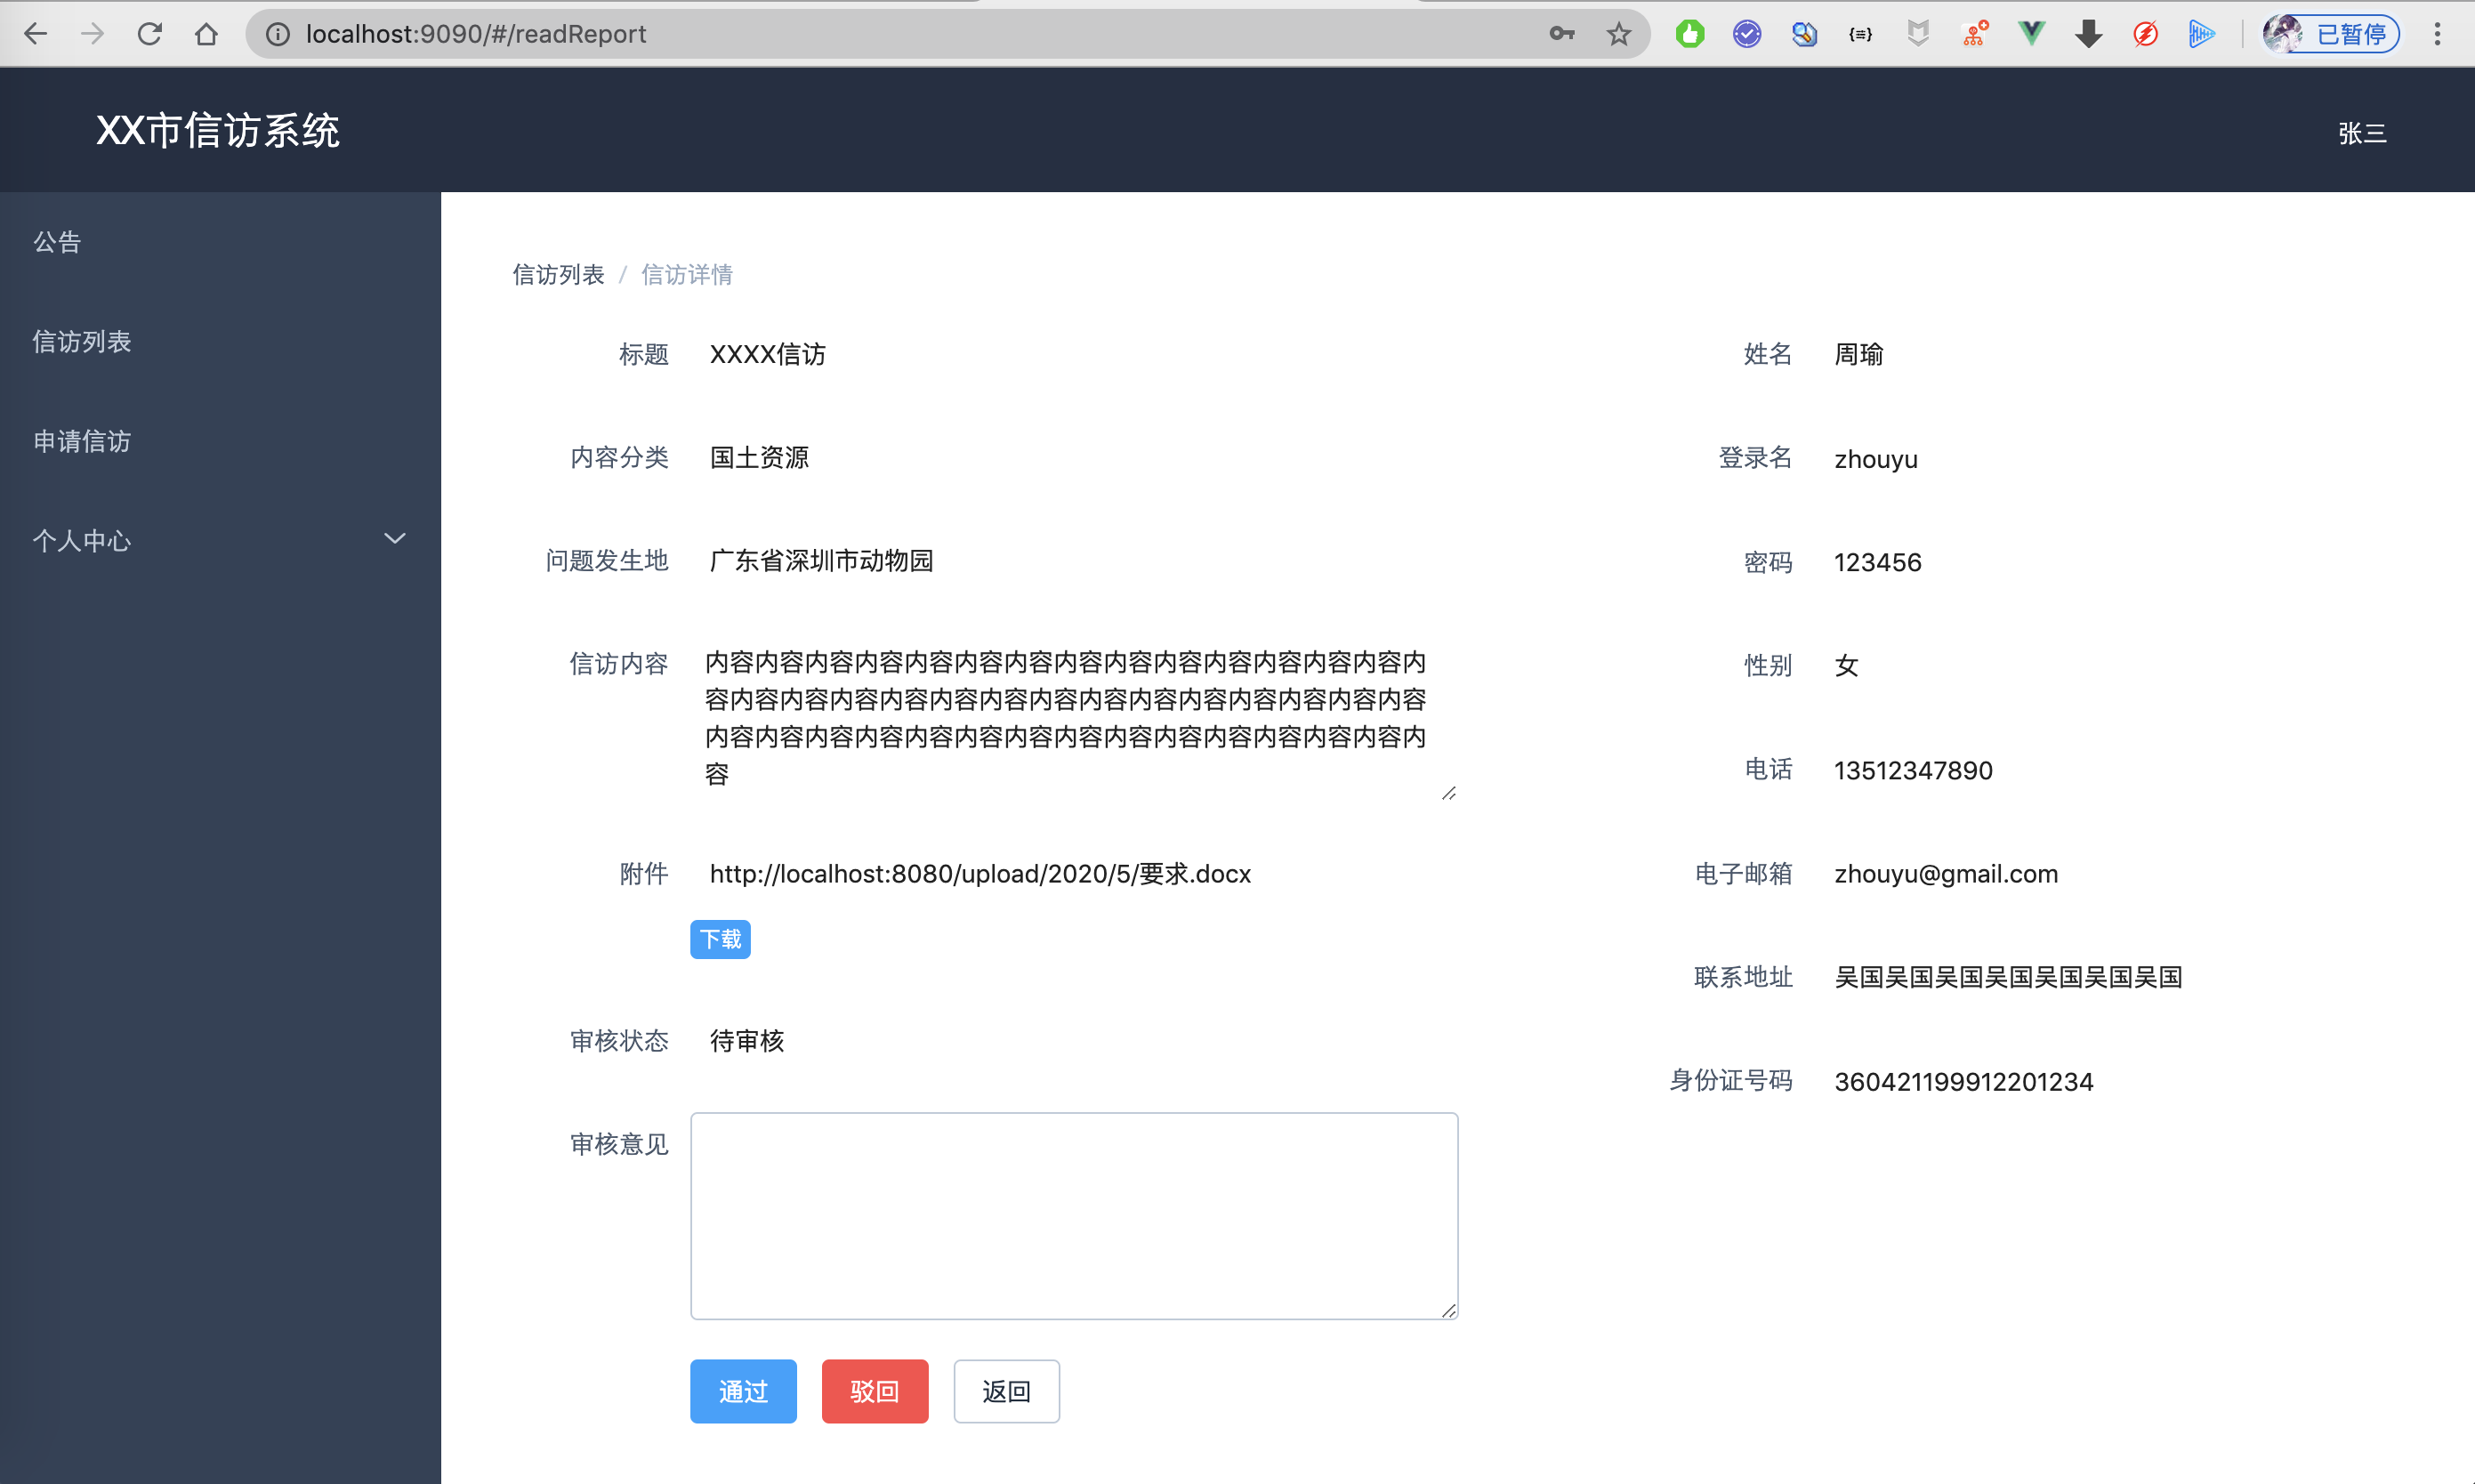 localhost:9090/#/readReport
已暂停
XX市信访系统
张三
公告
信访列表
申请信访
个人中心
信访列表 / 信访详情
标题 XXXX信访
内容分类 国土资源
问题发生地 广东省深圳市动物园
信访内容 内容内容内容内容内容内容内容内容内容内容内容内容内容内容内
容内容内容内容内容内容内容内容内容内容内容内容内容内容内容
内容内容内容内容内容内容内容内容内容内容内容内容内容内容内
容
附件 http://localhost:8080/upload/2020/5/要求.docx
下载
审核状态 待审核
审核意见
通过 驳回 返回
姓名 周瑜
登录名 zhouyu
密码 123456
性别 女
电话 13512347890
电子邮箱 zhouyu@gmail.com
联系地址 吴国吴国吴国吴国吴国吴国吴国
身份证号码 360421199912201234